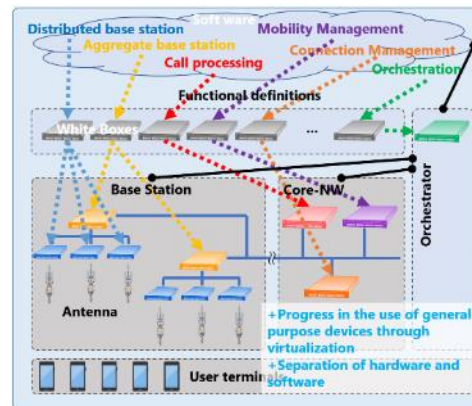 Soft ware
Distributed base station
Mobility Management
Aggregate base station
Connection Management
Call processing
Orchestration
Functional definitions
White Boxes
...
Base Station
Core-NW
Orchestrator
Antenna
+Progress in the use of general
purpose devices through
virtualization
+Separation of hardware and
software
User terminals